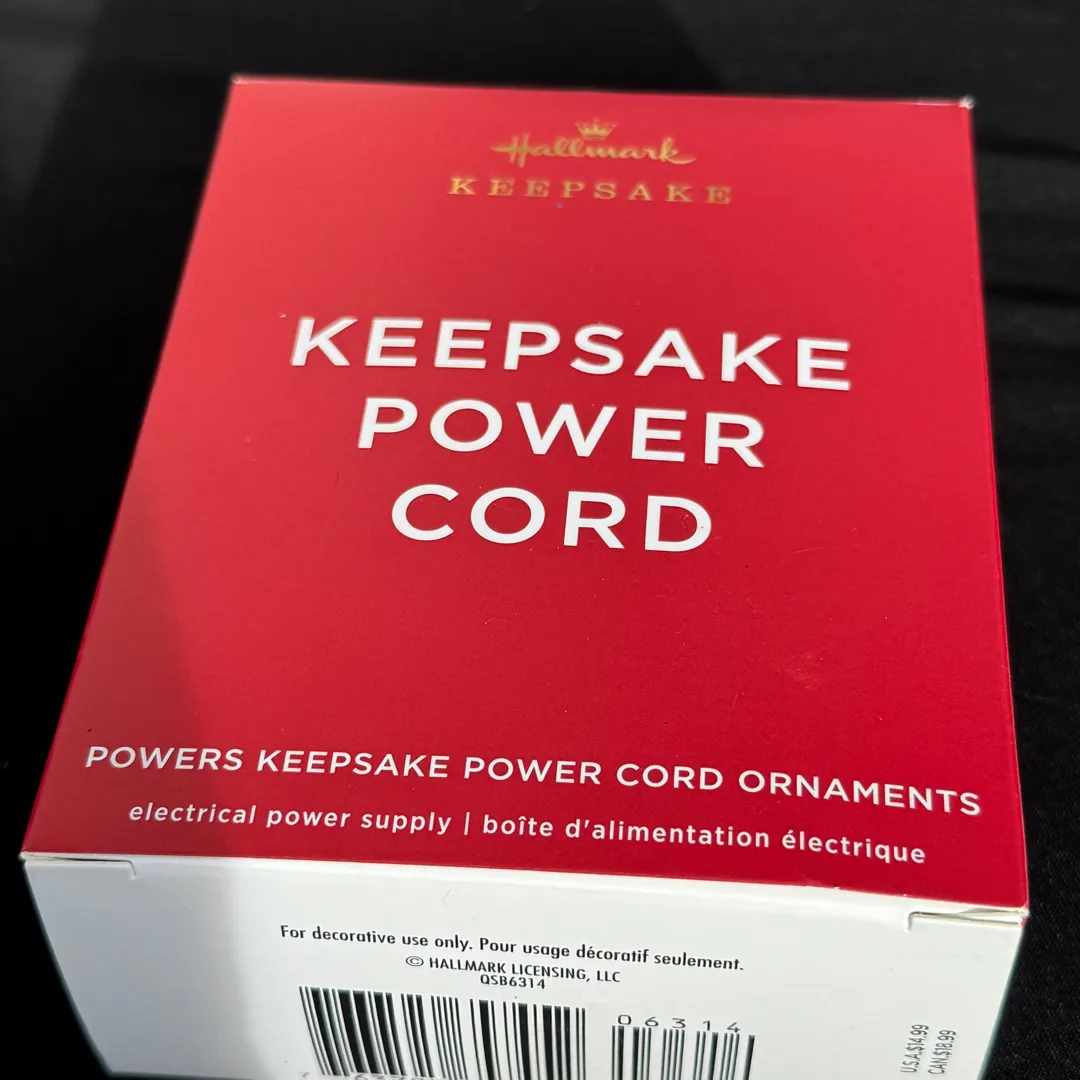 Hallmark
KEEPSAKE
KEEPSAKE
POWER
CORD
POWERS KEEPSAKE POWER CORD ORNAMENTS
electrical power supply | boîte d'alimentation électrique
For decorative use only. Pour usage décoratif seulement.
© HALLMARK LICENSING, LLC
QSB6314
06314
U.S.A.$14.99
CAN.$18.99